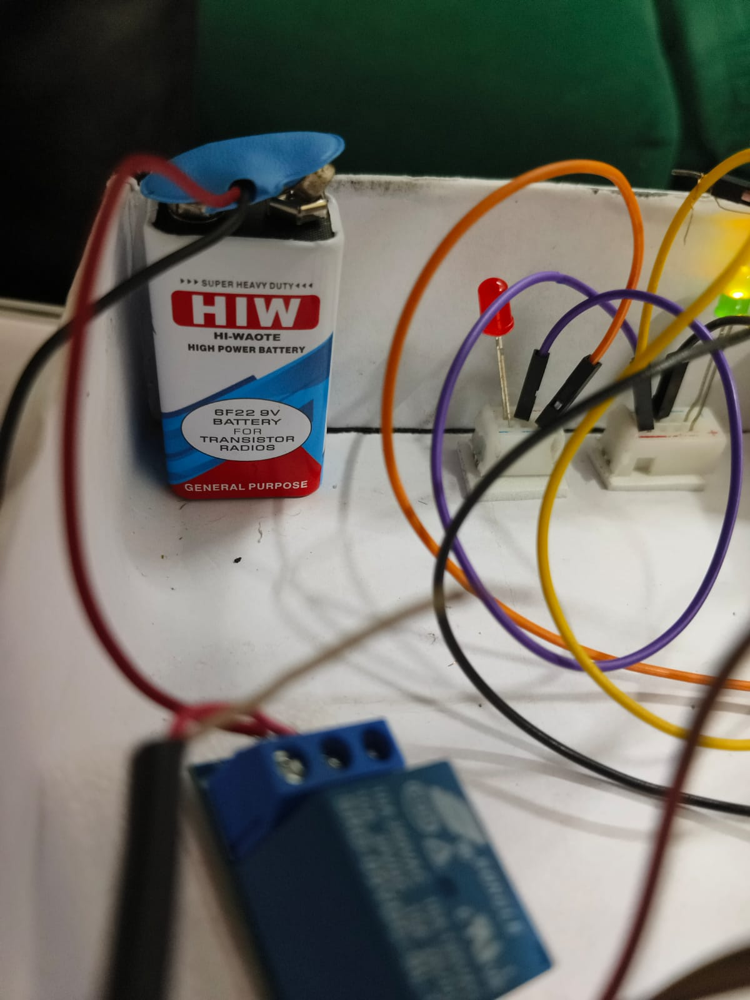 SUPER HEAVY DUTY
HIW
HI-WAOTE
HIGH POWER BATTERY
6F22 9V
BATTERY
FOR
TRANSISTOR
RADIOS
GENERAL PURPOSE